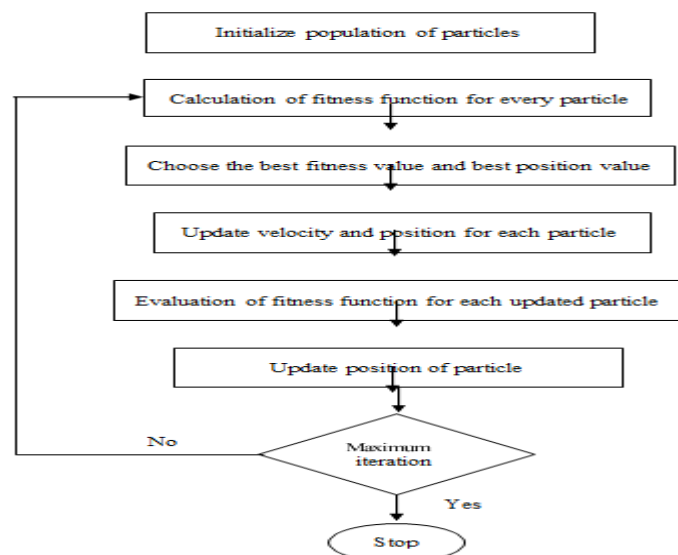 Initialize population of particles
Calculation of fitness function for every particle
Choose the best fitness value and best position value
Update velocity and position for each particle
Evaluation of fitness function for each updated particle
Update position of particle
No
Maximum
iteration
Yes
Stop